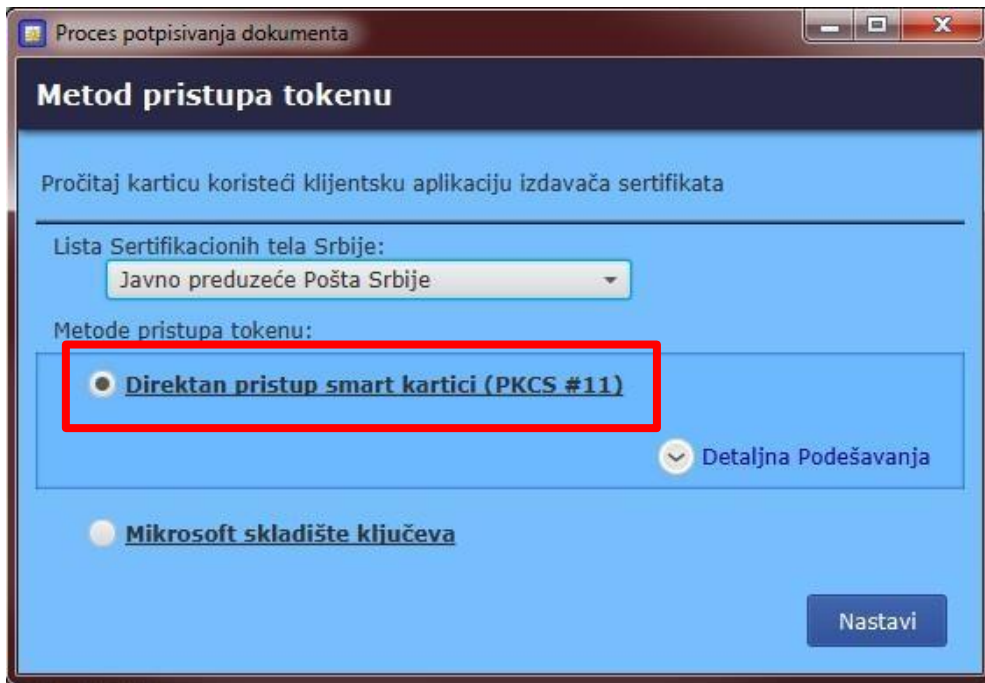 Proces potpisivanja dokumenta
Metod pristupa tokenu
Pročitaj karticu koristeći klijentsku aplikaciju izdavača sertifikata
Lista Sertifikacionih tela Srbije:
Javno preduzeće Pošta Srbije
Metode pristupa tokenu:
Direktan pristup smart kartici (PKCS #11)
Detaljna Podešavanja
Mikrosoft skladište ključeva
Nastavi